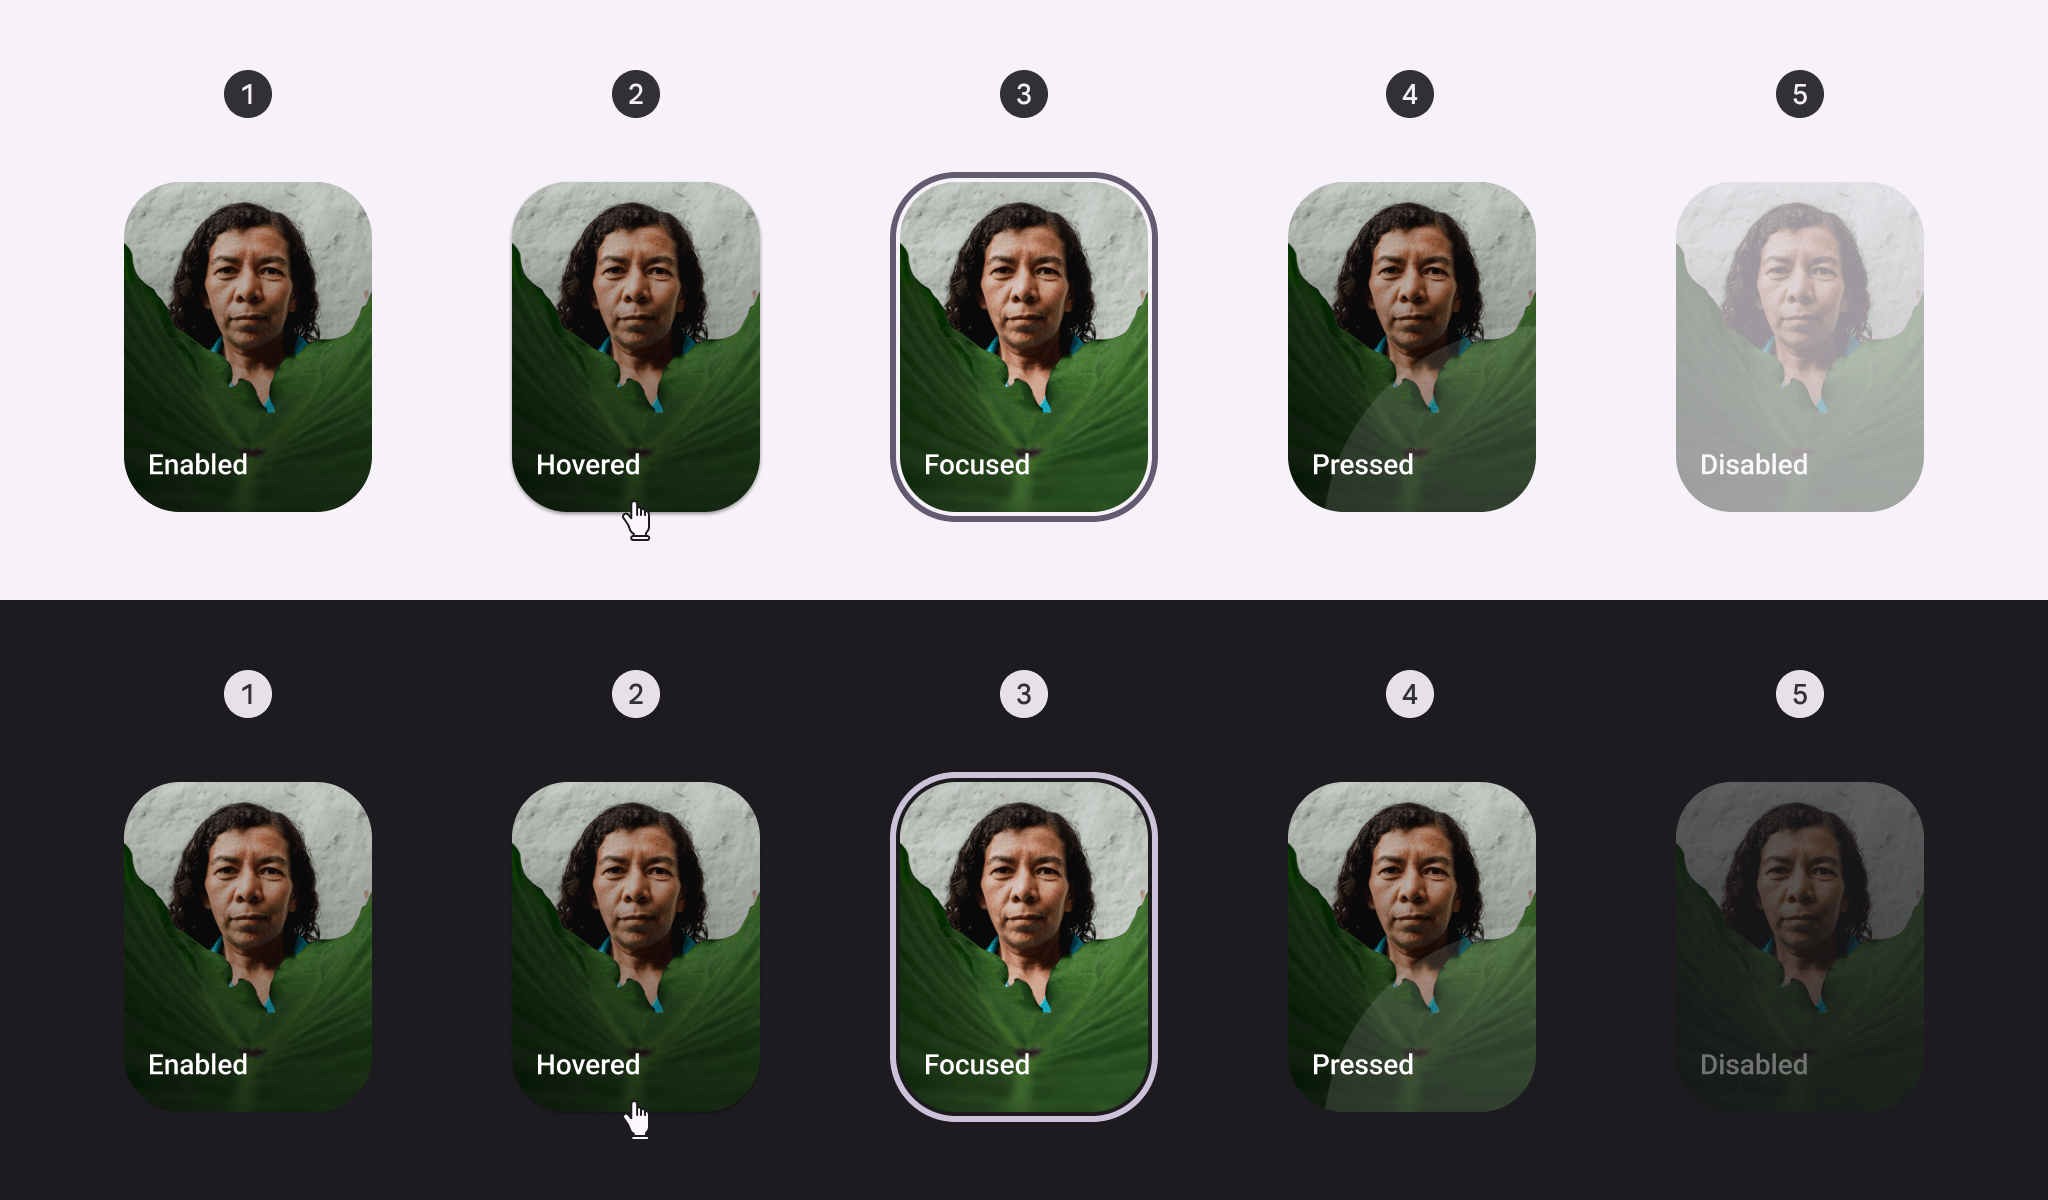 1
2
3
4
5
Enabled
Hovered
Focused
Pressed
Disabled
1
2
3
4
5
Enabled
Hovered
Focused
Pressed
Disabled